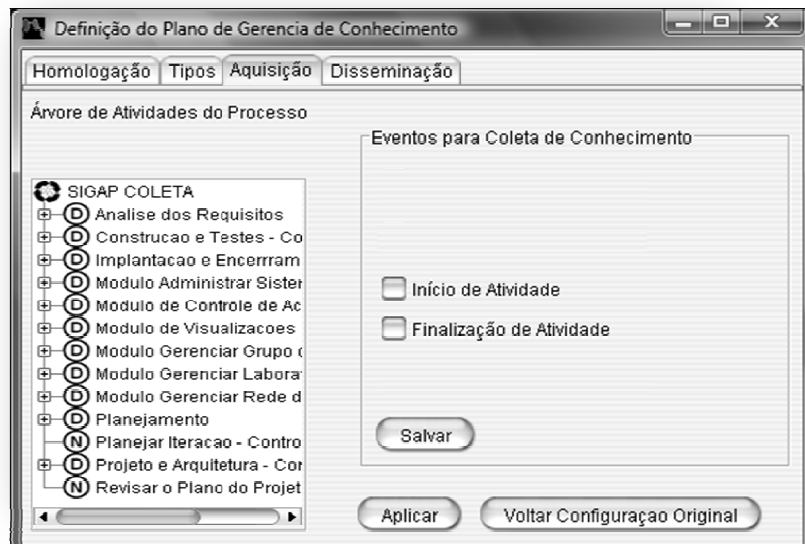 Definição do Plano de Gerencia de Conhecimento
Homologação Tipos Aquisição Disseminação
Árvore de Atividades do Processo
Eventos para Coleta de Conhecimento
SIGAP COLETA
D Analise dos Requisitos
D Construcao e Testes - Co
D Implantacao e Encerrram
D Modulo Administrar Sister
D Modulo de Controle de Ac
D Modulo de Visualizacoes
D Modulo Gerenciar Grupo
D Modulo Gerenciar Labora
D Modulo Gerenciar Rede d
D Planejamento
N Planejar Iteracao - Contro
D Projeto e Arquitetura - Cor
N Revisar o Plano do Projet
Início de Atividade
Finalização de Atividade
Salvar
Aplicar Voltar Configuraçao Original